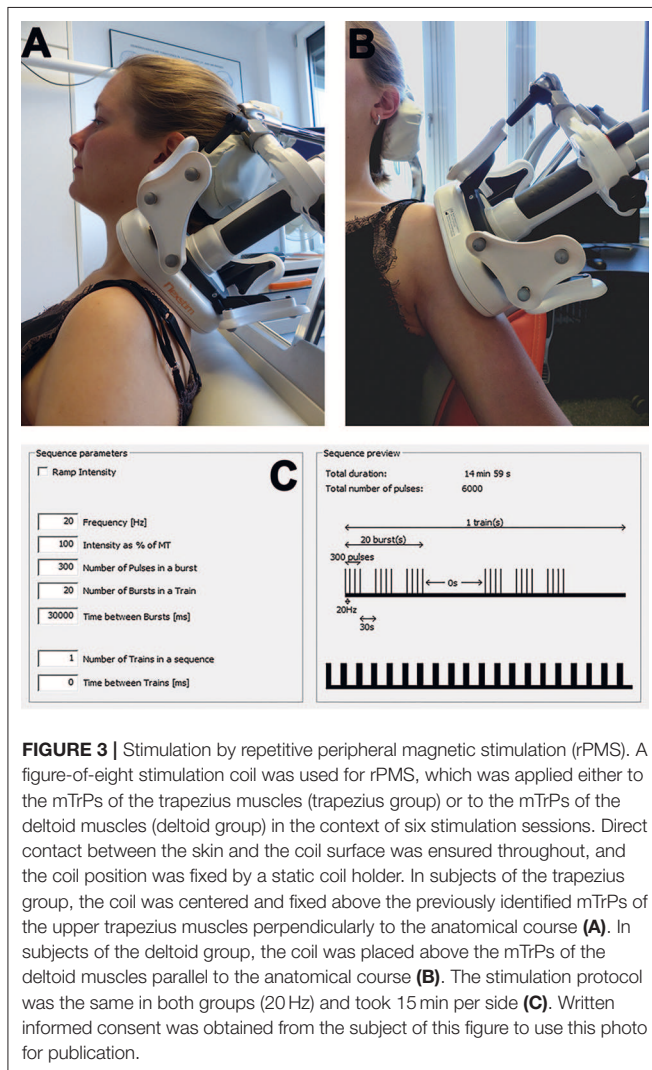 A
B
Nexstim
Sequence parameters
Ramp Intensity
20 Frequency [Hz]
100 Intensity as % of MT
300 Number of Pulses in a burst
20 Number of Bursts in a Train
30000 Time between Bursts [ms]
1 Number of Trains in a sequence
0 Time between Trains [ms]
C
Sequence preview
Total duration: 14 min 59 s
Total number of pulses: 6000
1 train(s)
20 burst(s)
300 pulses
0s
20Hz
30s
FIGURE 3 | Stimulation by repetitive peripheral magnetic stimulation (rPMS). A
figure-of-eight stimulation coil was used for rPMS, which was applied either to
the mTrPs of the trapezius muscles (trapezius group) or to the mTrPs of the
deltoid muscles (deltoid group) in the context of six stimulation sessions. Direct
contact between the skin and the coil surface was ensured throughout, and
the coil position was fixed by a static coil holder. In subjects of the trapezius
group, the coil was centered and fixed above the previously identified mTrPs of
the upper trapezius muscles perpendicularly to the anatomical course (A). In
subjects of the deltoid group, the coil was placed above the mTrPs of the
deltoid muscles parallel to the anatomical course (B). The stimulation protocol
was the same in both groups (20 Hz) and took 15 min per side (C). Written
informed consent was obtained from the subject of this figure to use this photo
for publication.